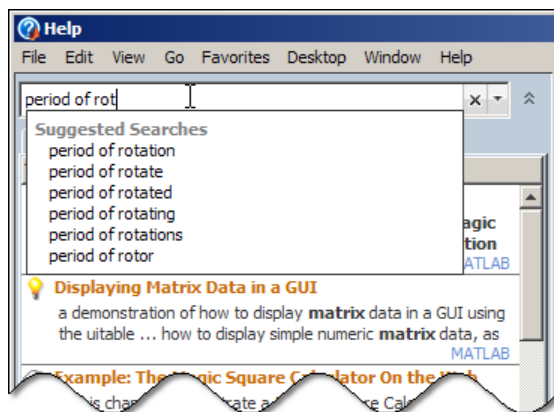 Help
File Edit View Go Favorites Desktop Window Help
period of rot
Suggested Searches
period of rotation
period of rotate
period of rotated
period of rotating
period of rotations
period of rotor
agic
tion
ATLAB
Displaying Matrix Data in a GUI
a demonstration of how to display matrix data in a GUI using
the uitable ... how to display simple numeric matrix data, as
MATLAB
Example: The Magic Square Calculator On the Web